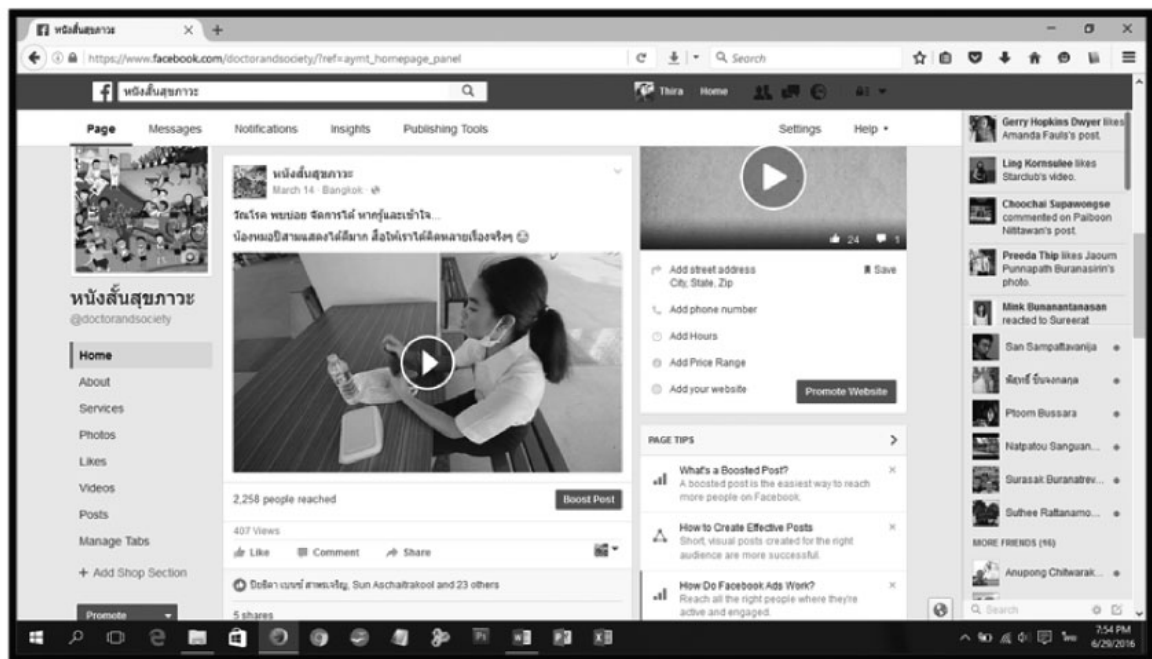 หนังสั้นสุขภาวะ
https://www.facebook.com/doctorandsociety/?ref=aymt_homepage_panel
Search
หนังสั้นสุขภาวะ
Thira Home
Page Messages Notifications Insights Publishing Tools Settings Help
หนังสั้นสุขภาวะ
@doctorandsociety
Home
About
Services
Photos
Likes
Videos
Posts
Manage Tabs
+ Add Shop Section
Promote
หนังสั้นสุขภาวะ
March 14 · Bangkok ·
วัณโรค พบบ่อย จัดการได้ หากรู้และเข้าใจ...
น้องหมอปีสามแสดงได้ดีมาก สื่อให้เราได้คิดหลายเรื่องจริงๆ
2,258 people reached
Boost Post
407 Views
Like Comment Share
Sun Aschaitrakool and 23 others
5 shares
24 1
Add street address
City, State, Zip
Save
Add phone number
Add Hours
Add Price Range
Add your website
Promote Website
PAGE TIPS
What's a Boosted Post?
A boosted post is the easiest way to reach
more people on Facebook.
How to Create Effective Posts
Short, visual posts created for the right
audience are more successful.
How Do Facebook Ads Work?
Reach all the right people where they're
active and engaged.
Gerry Hopkins Dwyer likes
Amanda Fauls's post.
Ling Kornsulee likes
Starclub's video.
Choochai Supawongse
commented on Paiboon
Nititawan's post.
Preeda Thip likes Jaoum
Punnapath Buranasirin's
photo.
Mink Bunanantanasan
reacted to Sureerat
San Sampattavanija
Ploom Bussara
Natpatou Sanguan...
Surasak Buranatrev...
Suthee Rattanamo...
MORE FRIENDS (16)
Anupong Chitwarak...
Search
7:54 PM
6/29/2016